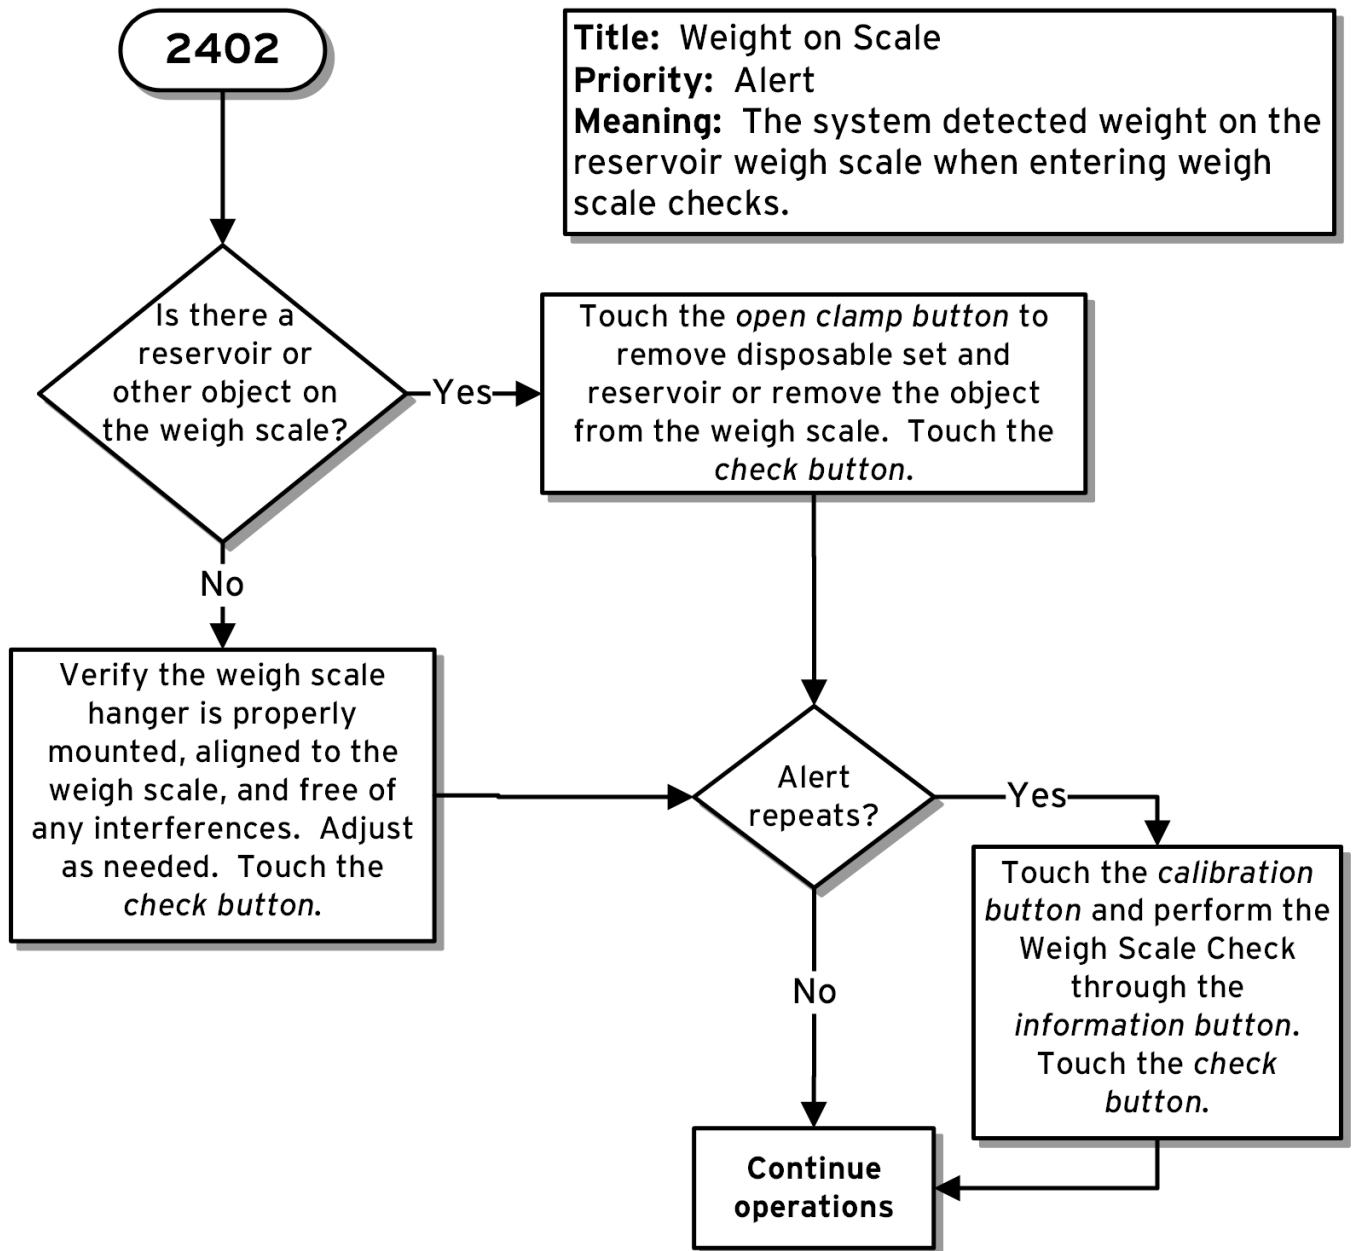 2402
Title: Weight on Scale
Priority: Alert
Meaning: The system detected weight on the
reservoir weigh scale when entering weigh
scale checks.
Is there a
reservoir or
other object on
the weigh scale?
Yes
Touch the open clamp button to
remove disposable set and
reservoir or remove the object
from the weigh scale. Touch the
check button.
No
Verify the weigh scale
hanger is properly
mounted, aligned to the
weigh scale, and free of
any interferences. Adjust
as needed. Touch the
check button.
Alert
repeats?
Yes
Touch the calibration
button and perform the
Weigh Scale Check
through the
information button.
Touch the check
button.
No
Continue
operations